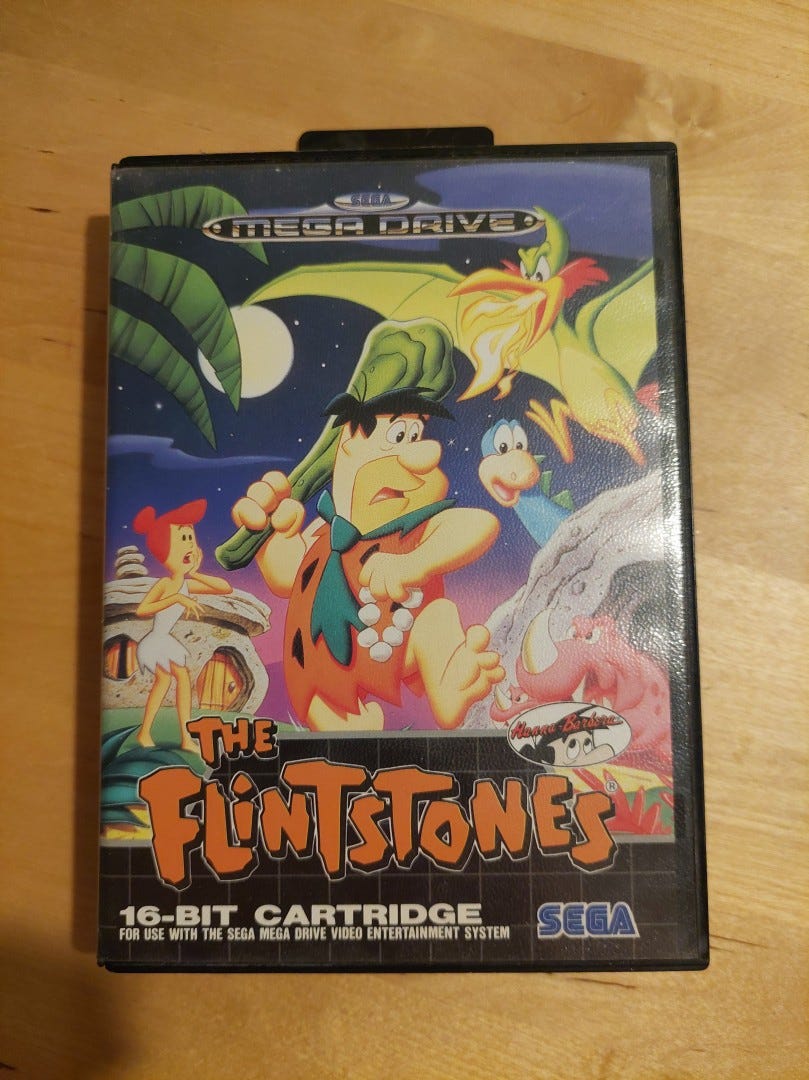 SEGA
MEGA DRIVE
Hanna-Barbera
THE
FLiNTSTONES®
16-BIT CARTRIDGE
FOR USE WITH THE SEGA MEGA DRIVE VIDEO ENTERTAINMENT SYSTEM
SEGA